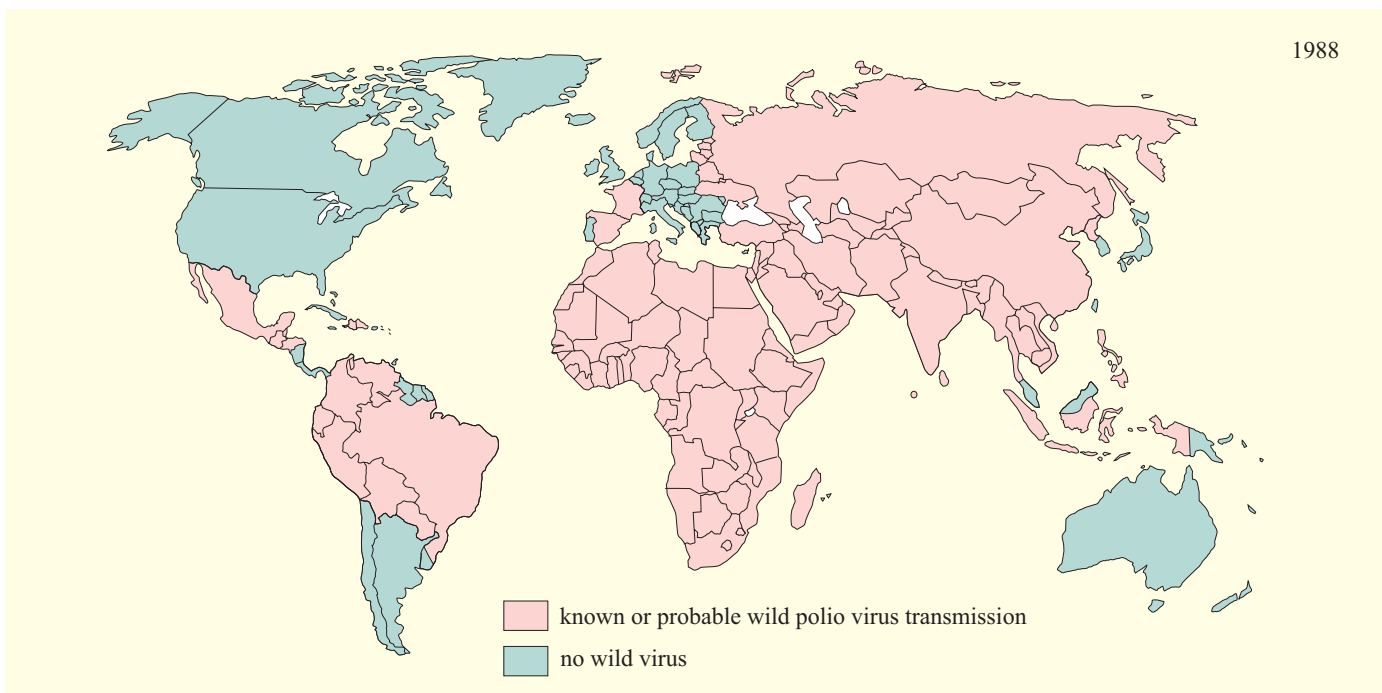 1988
known or probable wild polio virus transmission
no wild virus